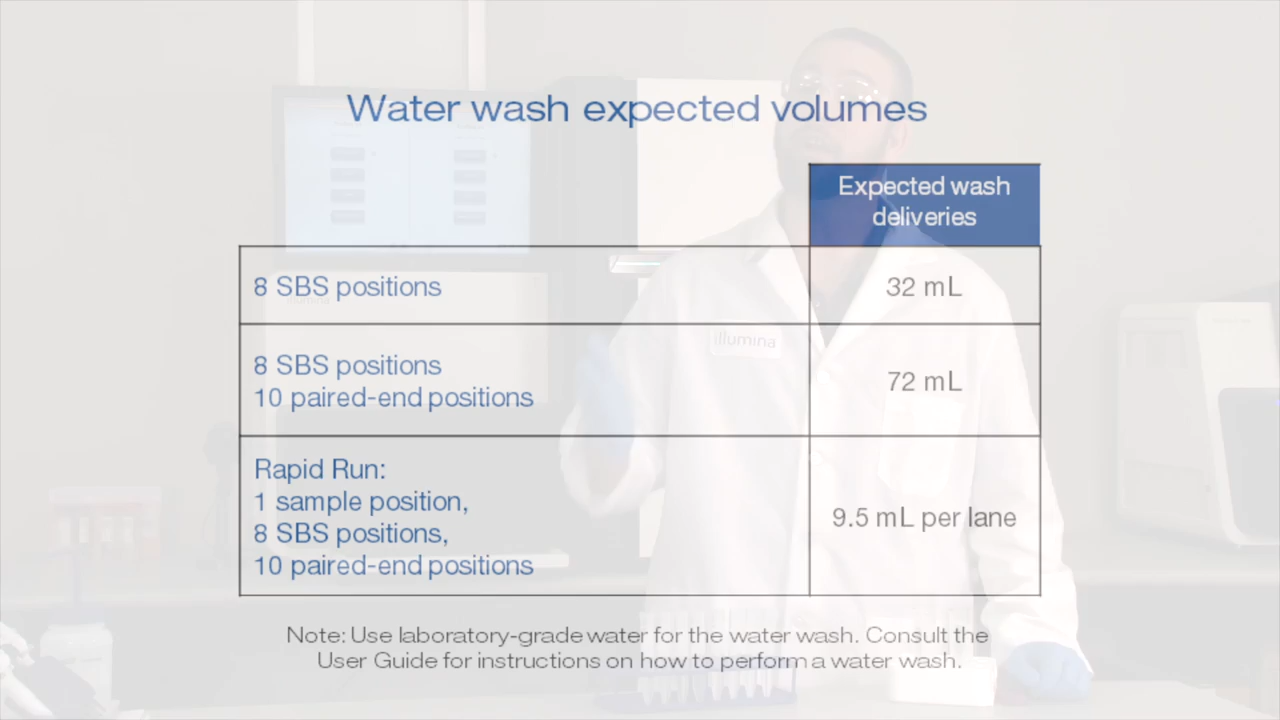 Water wash expected volumes
Expected wash
deliveries
8 SBS positions
32 mL
8 SBS positions
10 paired-end positions
72 mL
Rapid Run:
1 sample position,
8 SBS positions,
10 paired-end positions
9.5 mL per lane
Note: Use laboratory-grade water for the water wash. Consult the
User Guide for instructions on how to perform a water wash.
illumina
illumina